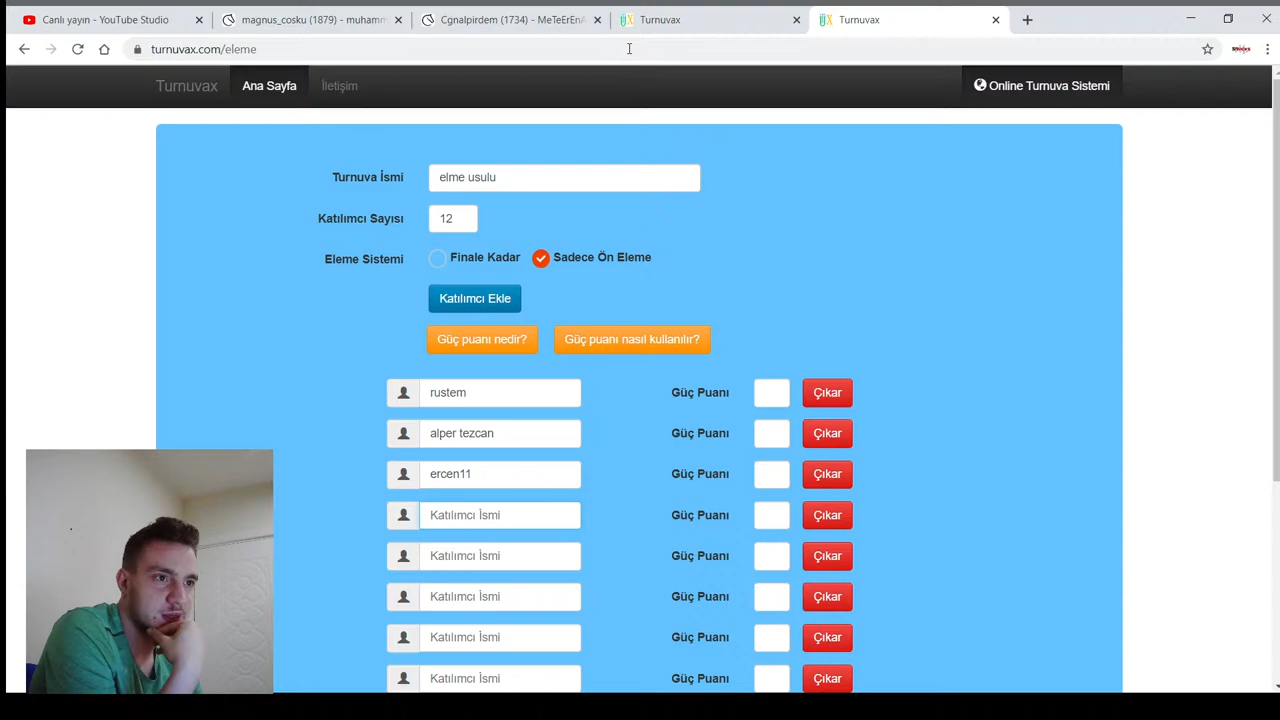 Canlı yayın - YouTube Studio
magnus_cosku (1879) - muhamm
Cgnalpirdem (1734) - MeTeErEnA
Turnuvax
Turnuvax
turnuvax.com/eleme
Turnuvax
Ana Sayfa
İletişim
Online Turnuva Sistemi
Turnuva İsmi
elme usulu
Katılımcı Sayısı
12
Eleme Sistemi
Finale Kadar
Sadece Ön Eleme
Katılımcı Ekle
Güç puanı nedir?
Güç puanı nasıl kullanılır?
rustem
Güç Puanı
Çıkar
alper tezcan
Güç Puanı
Çıkar
ercen11
Güç Puanı
Çıkar
Katılımcı İsmi
Güç Puanı
Çıkar
Katılımcı İsmi
Güç Puanı
Çıkar
Katılımcı İsmi
Güç Puanı
Çıkar
Katılımcı İsmi
Güç Puanı
Çıkar
Katılımcı İsmi
Güç Puanı
Çıkar